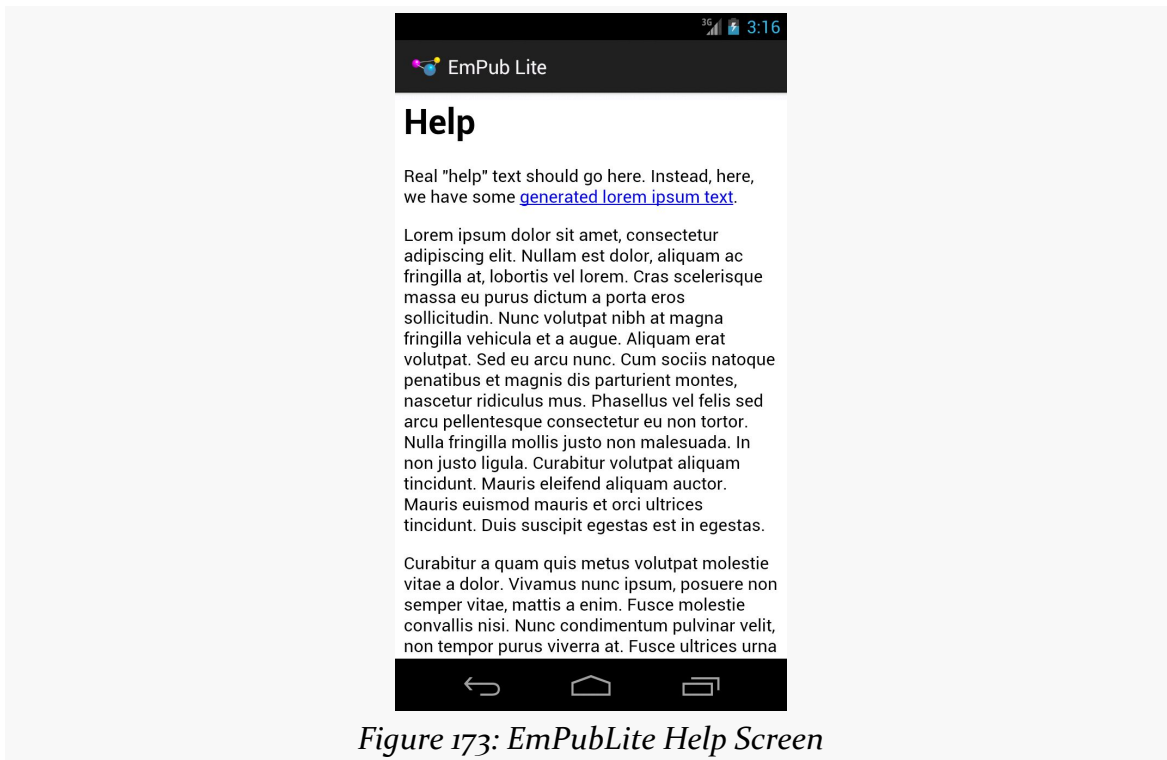 3G 3:16
EmPub Lite
Help
Real "help" text should go here. Instead, here,
we have some generated lorem ipsum text.
Lorem ipsum dolor sit amet, consectetur
adipiscing elit. Nullam est dolor, aliquam ac
fringilla at, lobortis vel lorem. Cras scelerisque
massa eu purus dictum a porta eros
sollicitudin. Nunc volutpat nibh at magna
fringilla vehicula et a augue. Aliquam erat
volutpat. Sed eu arcu nunc. Cum sociis natoque
penatibus et magnis dis parturient montes,
nascetur ridiculus mus. Phasellus vel felis sed
arcu pellentesque consectetur eu non tortor.
Nulla fringilla mollis justo non malesuada. In
non justo ligula. Curabitur volutpat aliquam
tincidunt. Mauris eleifend aliquam auctor.
Mauris euismod mauris et orci ultrices
tincidunt. Duis suscipit egestas est in egestas.
Curabitur a quam quis metus volutpat molestie
vitae a dolor. Vivamus nunc ipsum, posuere non
semper vitae, mattis a enim. Fusce molestie
convallis nisi. Nunc condimentum pulvinar velit,
non tempor purus viverra at. Fusce ultrices urna
Figure 173: EmPubLite Help Screen